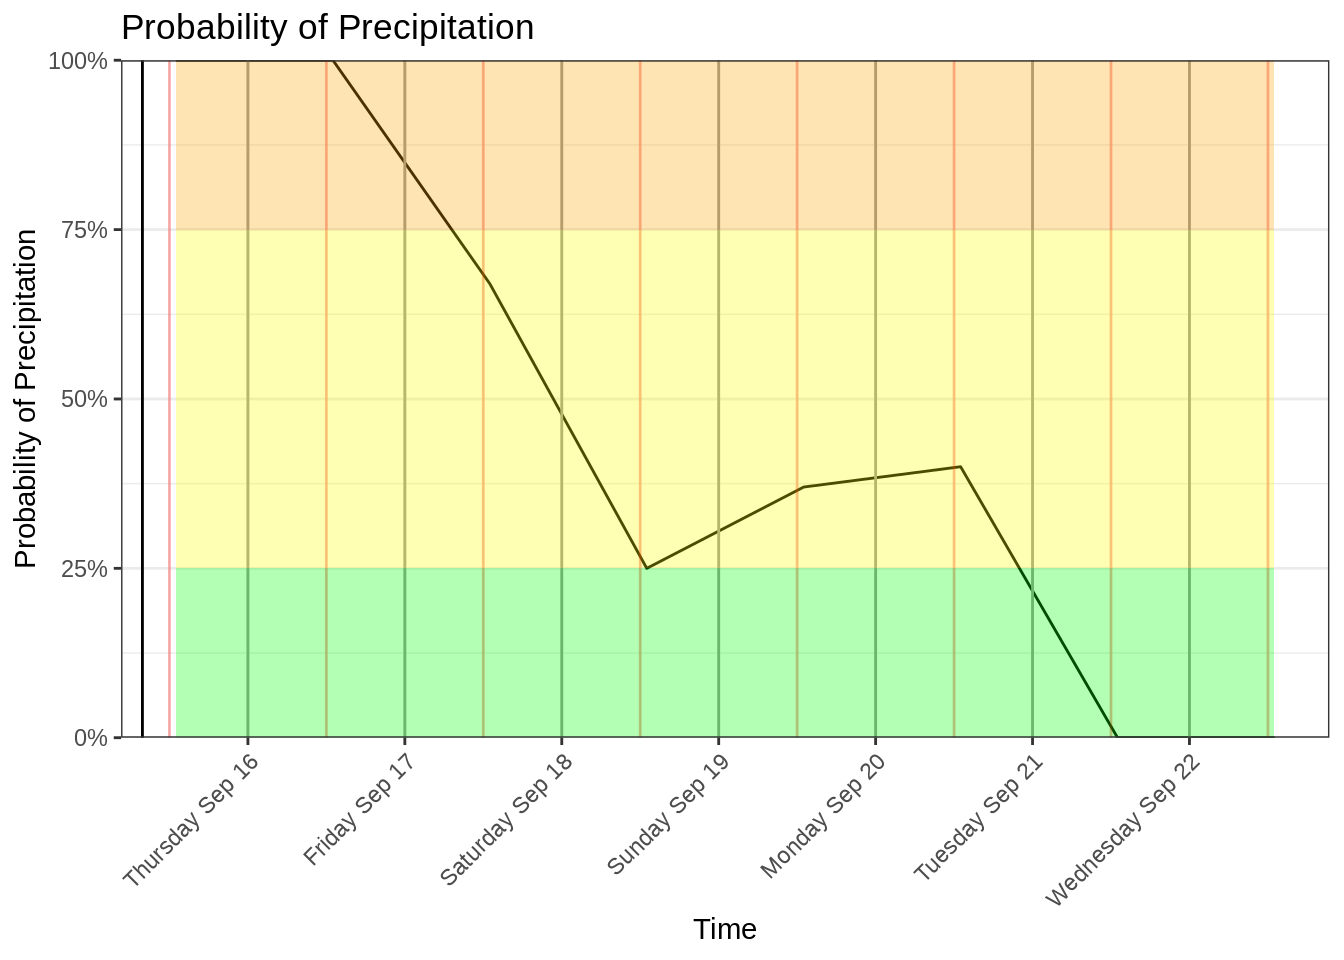 Probability of Precipitation
Probability of Precipitation
100%
75%
50%
25%
0%
Thursday Sep 16
Friday Sep 17
Saturday Sep 18
Sunday Sep 19
Monday Sep 20
Tuesday Sep 21
Wednesday Sep 22
Time